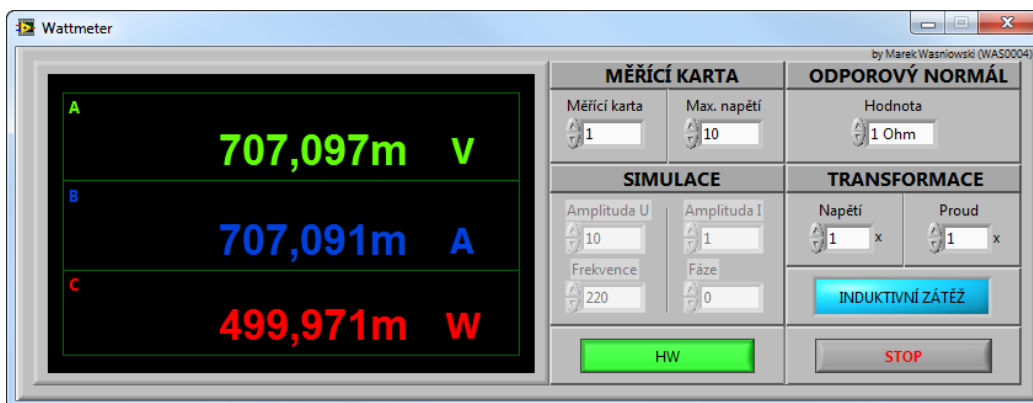 Wattmeter
by Marek Wasniowski (WAS0004)
A
707,097m V
B
707,091m A
C
499,971m W
MĚŘÍCÍ KARTA
Měřící karta Max. napětí
1 10
ODPOROVÝ NORMÁL
Hodnota
1 Ohm
SIMULACE
Amplituda U Amplituda I
10 1
Frekvence Fáze
220 0
HW
TRANSFORMACE
Napětí Proud
1 x 1 x
INDUKTIVNÍ ZÁTĚŽ
STOP